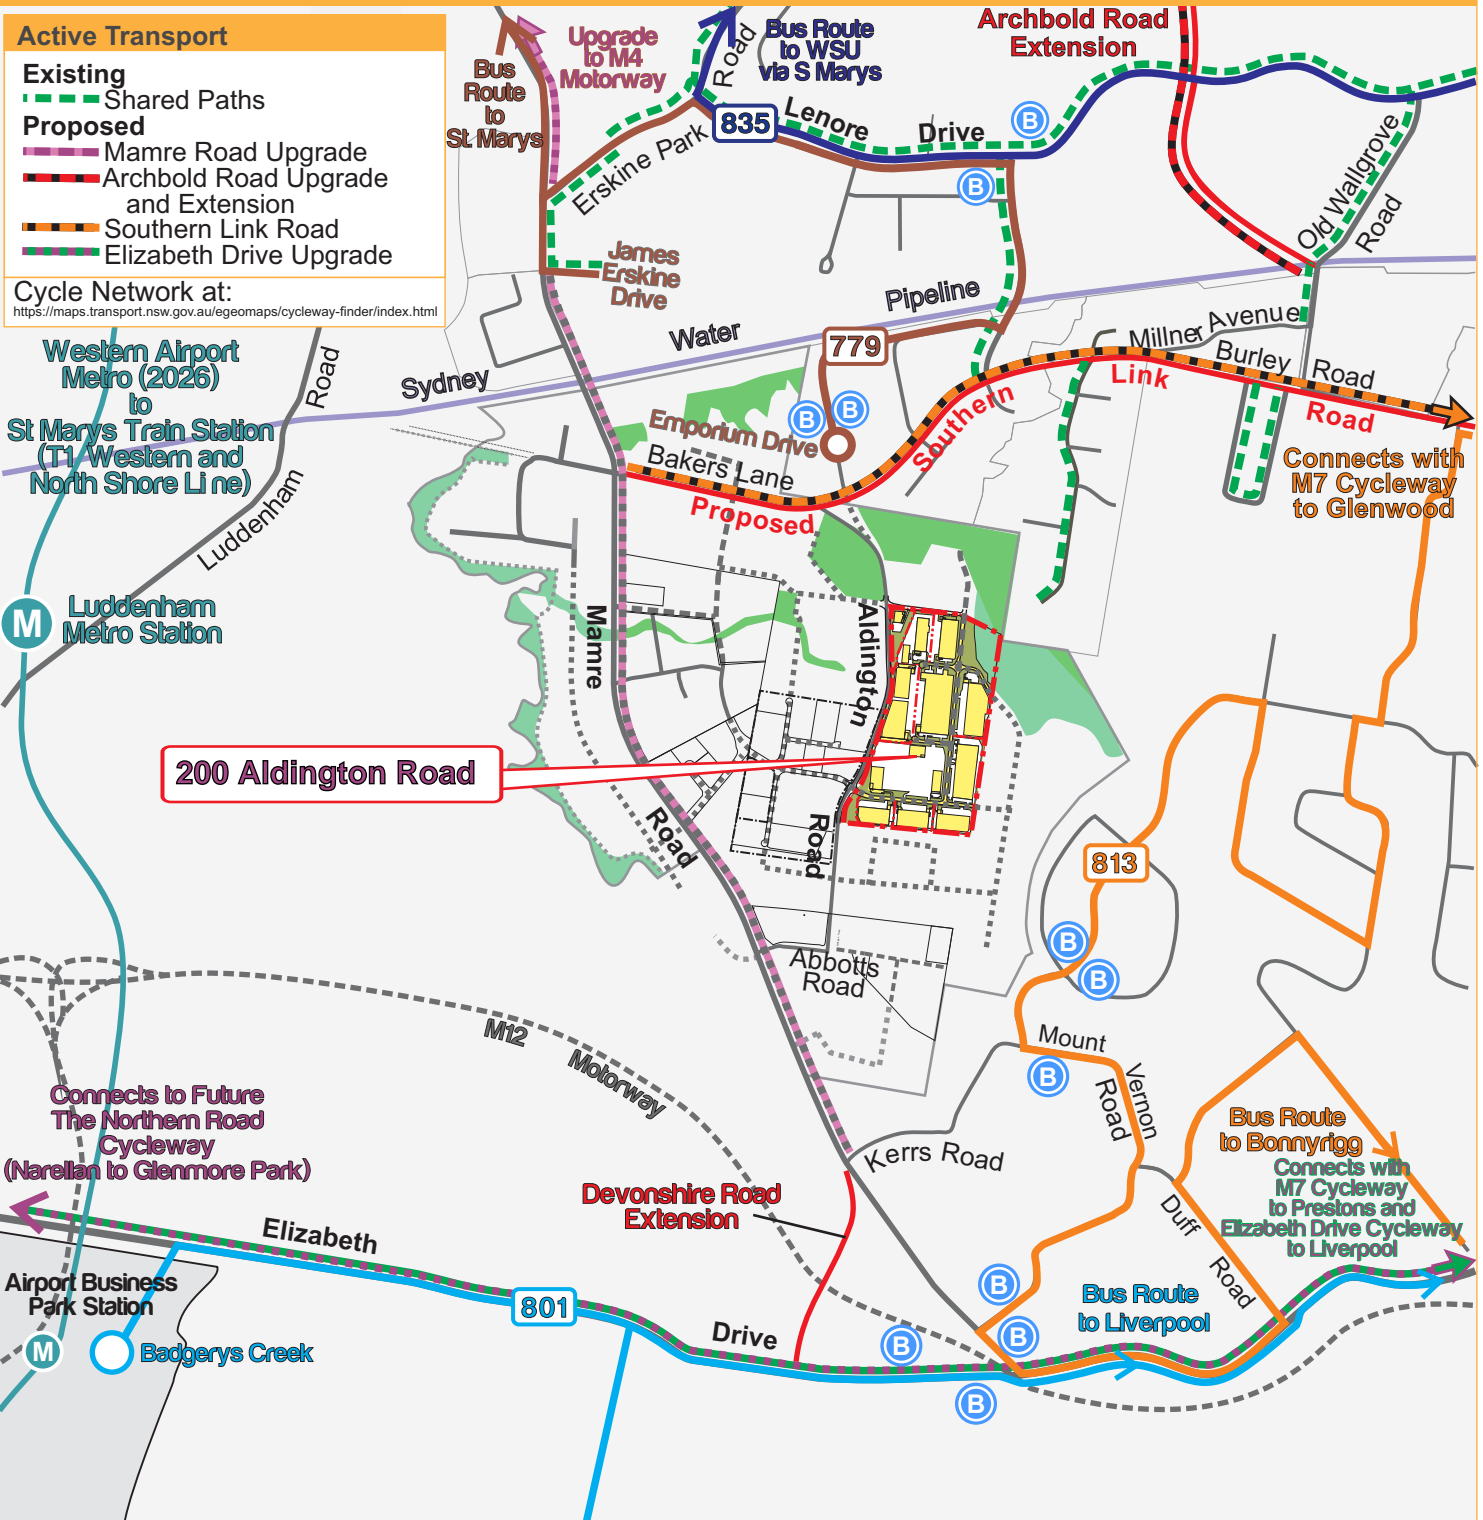 Active Transport
Existing
Shared Paths
Proposed
Mamre Road Upgrade
Archbold Road Upgrade
and Extension
Southern Link Road
Elizabeth Drive Upgrade
Cycle Network at:
https://maps.transport.nsw.gov.au/egeomaps/cycleway-finder/index.html
Bus
Route
to
St Marys
Upgrade
to M4
Motorway
Road
Bus Route
to WSU
via S Marys
Archbold Road
Extension
835
Lenore
Drive
B
B
Erskine Park
Old Wallgrove
Road
James
Erskine
Drive
Pipeline
Water
Sydney
779
Millner Avenue
Burley Road
Link
Road
Southern
Western Airport
Metro (2026)
to
St Marys Train Station
(T1 Western and
North Shore Li ne)
Road
Luddenham
B
B
Emporium Drive
Bakers Lane
Proposed
Connects with
M7 Cycleway
to Glenwood
M
Luddenham
Metro Station
Mamre
Road
Aldington
Road
200 Aldington Road
813
B
B
Abbotts
Road
M12
Motorway
Mount
Vernon
Road
B
Kerrs Road
Connects to Future
The Northern Road
Cycleway
(Narellan to Glenmore Park)
Bus Route
to Bonnyrigg
Connects with
M7 Cycleway
to Prestons and
Elizabeth Drive Cycleway
to Liverpool
Devonshire Road
Extension
Duff
Road
Elizabeth
Drive
Airport Business
Park Station
M
Badgerys Creek
801
B
B
B
B
Bus Route
to Liverpool